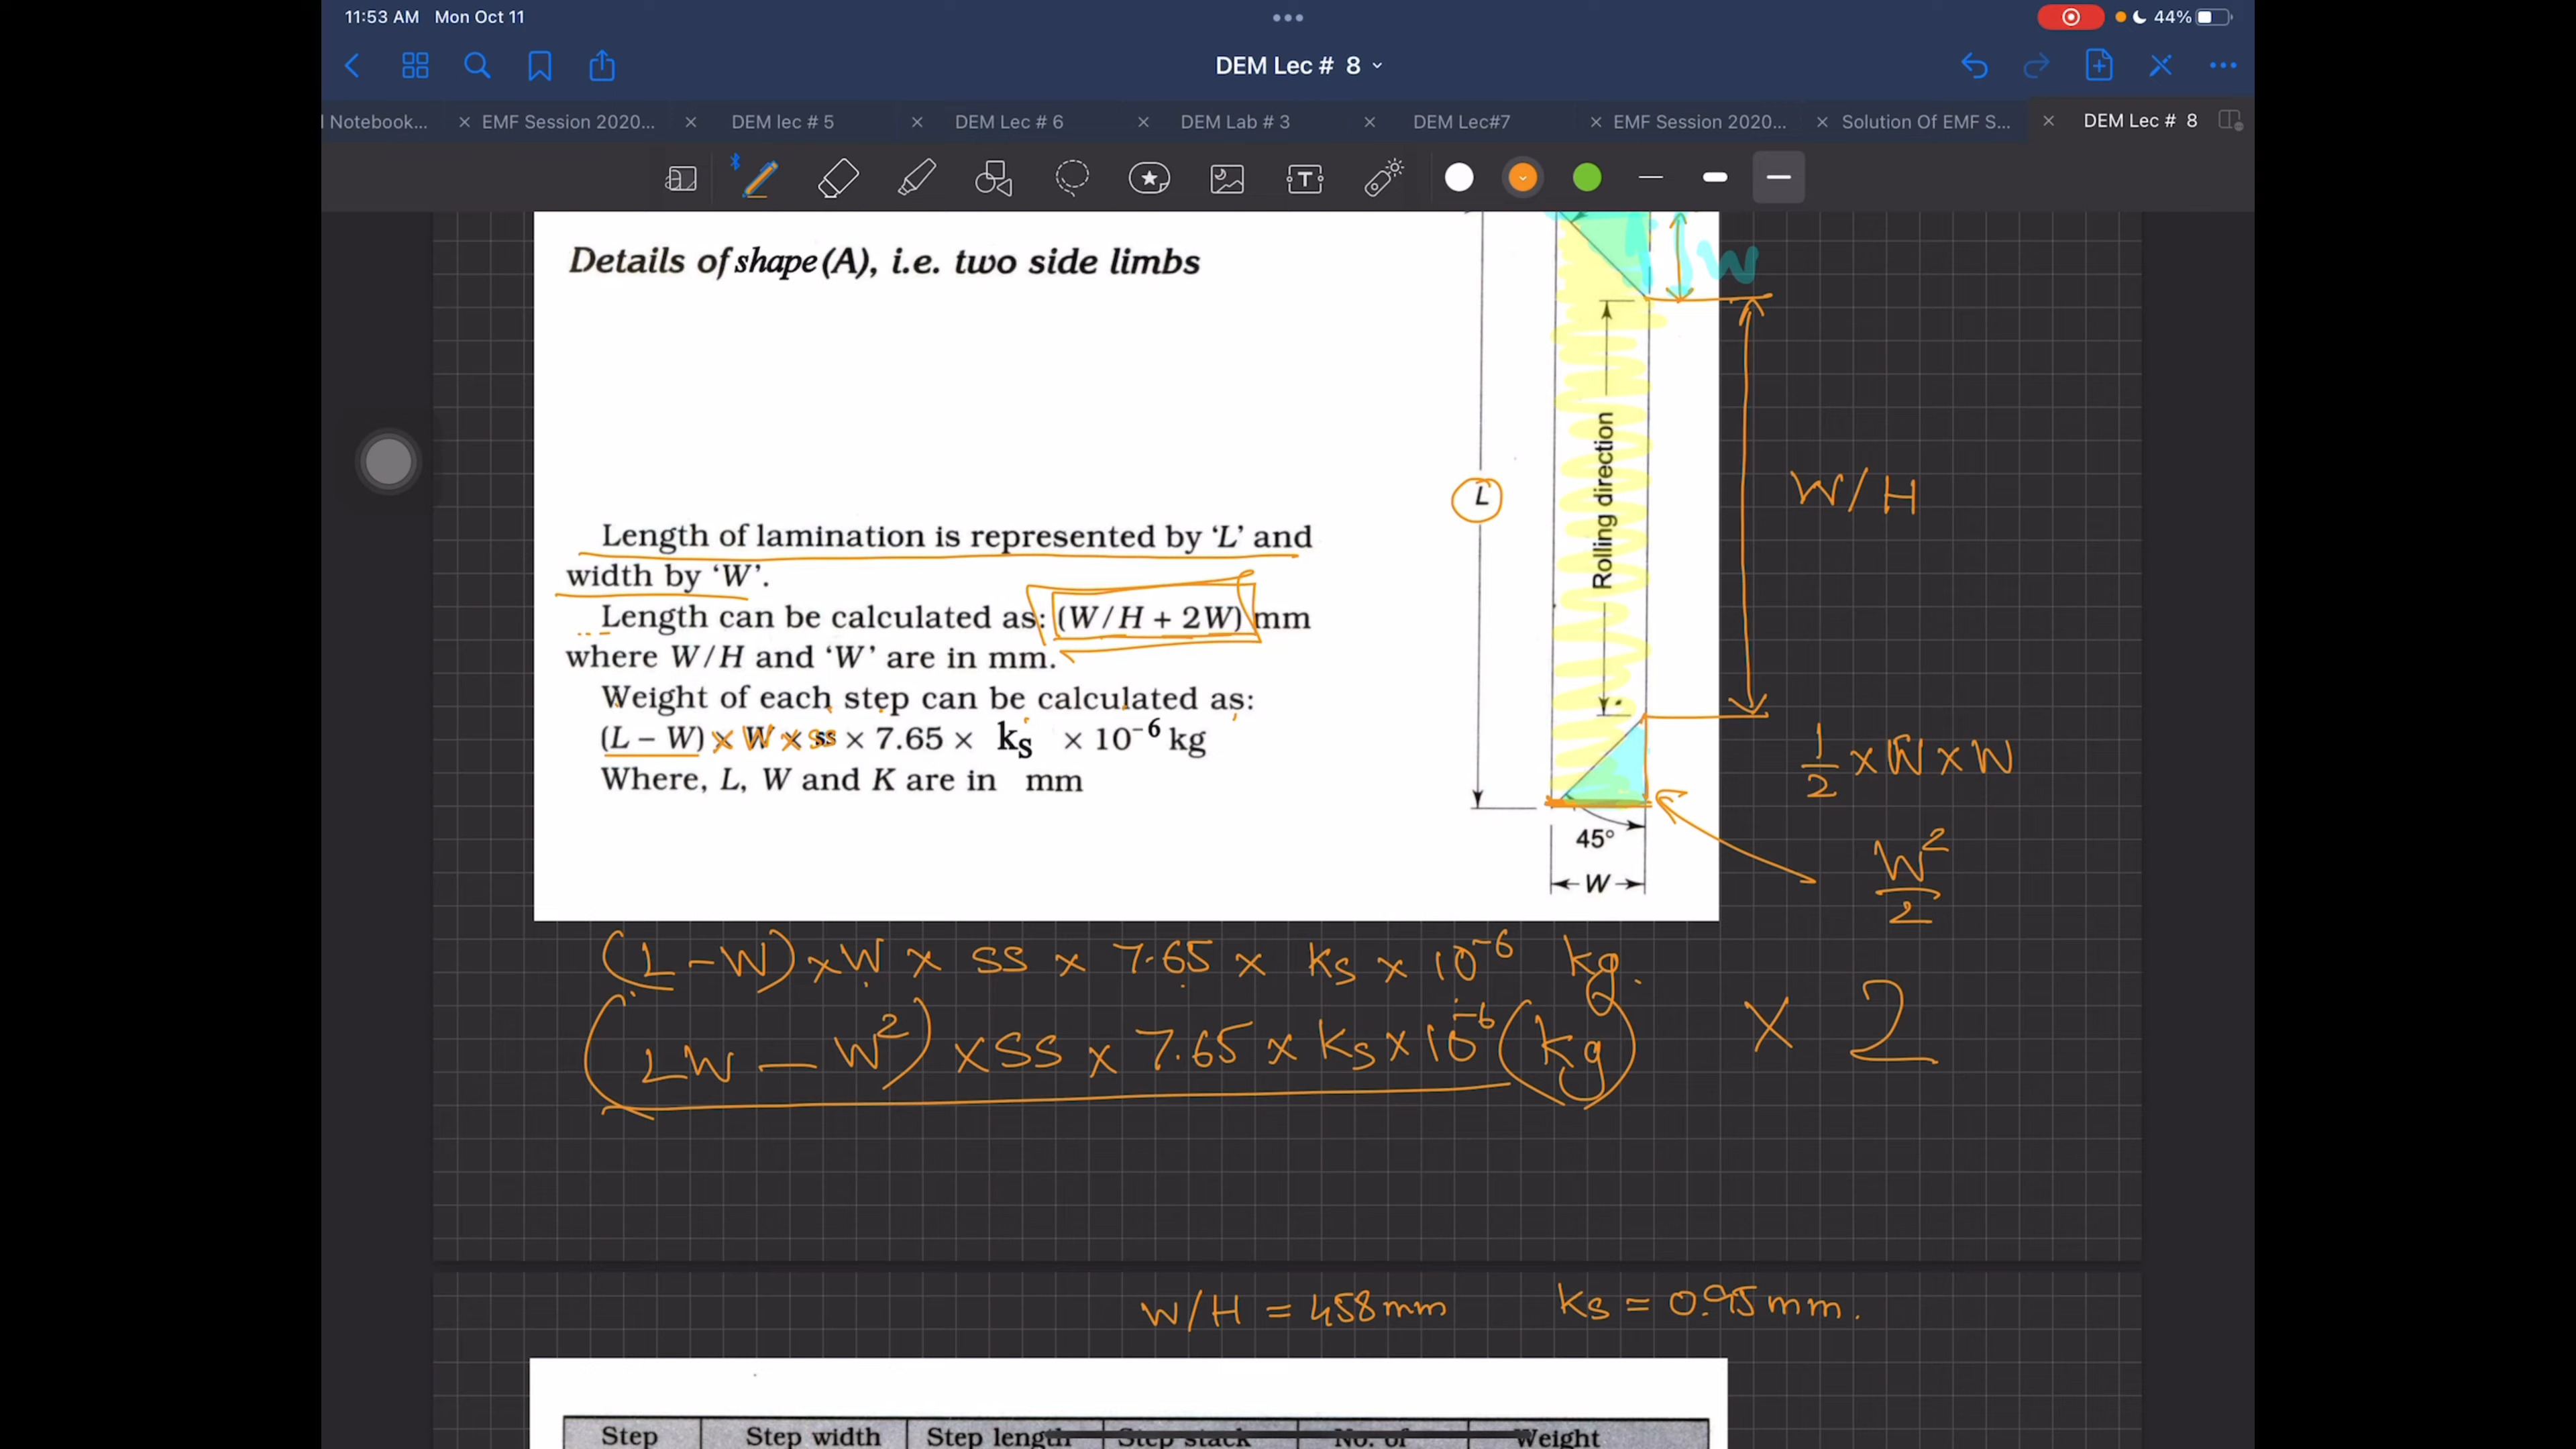 11:53 AM Mon Oct 11
44%
DEM Lec # 8
Notebook...
EMF Session 2020...
DEM lec # 5
DEM Lec # 6
DEM Lab # 3
DEM Lec#7
EMF Session 2020...
Solution Of EMF S...
DEM Lec # 8
Details of shape (A), i.e. two side limbs
W
Rolling direction
L
W/H
Length of lamination is represented by ‘L’ and
width by ‘W’.
Length can be calculated as: (W/H + 2W) mm
where W/H and ‘W’ are in mm.
Weight of each step can be calculated as:
(L – W) × W × ss × 7.65 × ks × 10⁻⁶ kg
Where, L, W and K are in mm
45°
W
1/2 × W × W
W²/2
(L – W) × W × SS × 7.65 × Ks × 10⁻⁶ kg.
(LW – W²) × SS × 7.65 × Ks × 10⁻⁶ (kg) × 2
W/H = 458mm Ks = 0.95mm.
Step Step width Step length Step stack No. of Weight